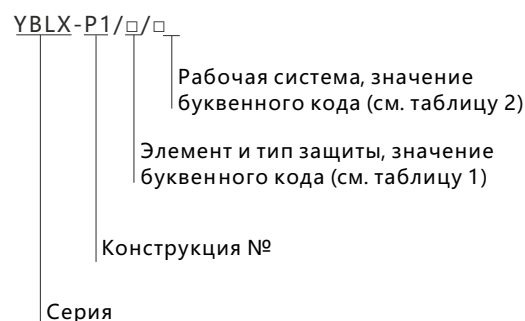 YBLX-P1/□/□
Рабочая система, значение
буквенного кода (см. таблицу 2)
Элемент и тип защиты, значение
буквенного кода (см. таблицу 1)
Конструкция №
Серия